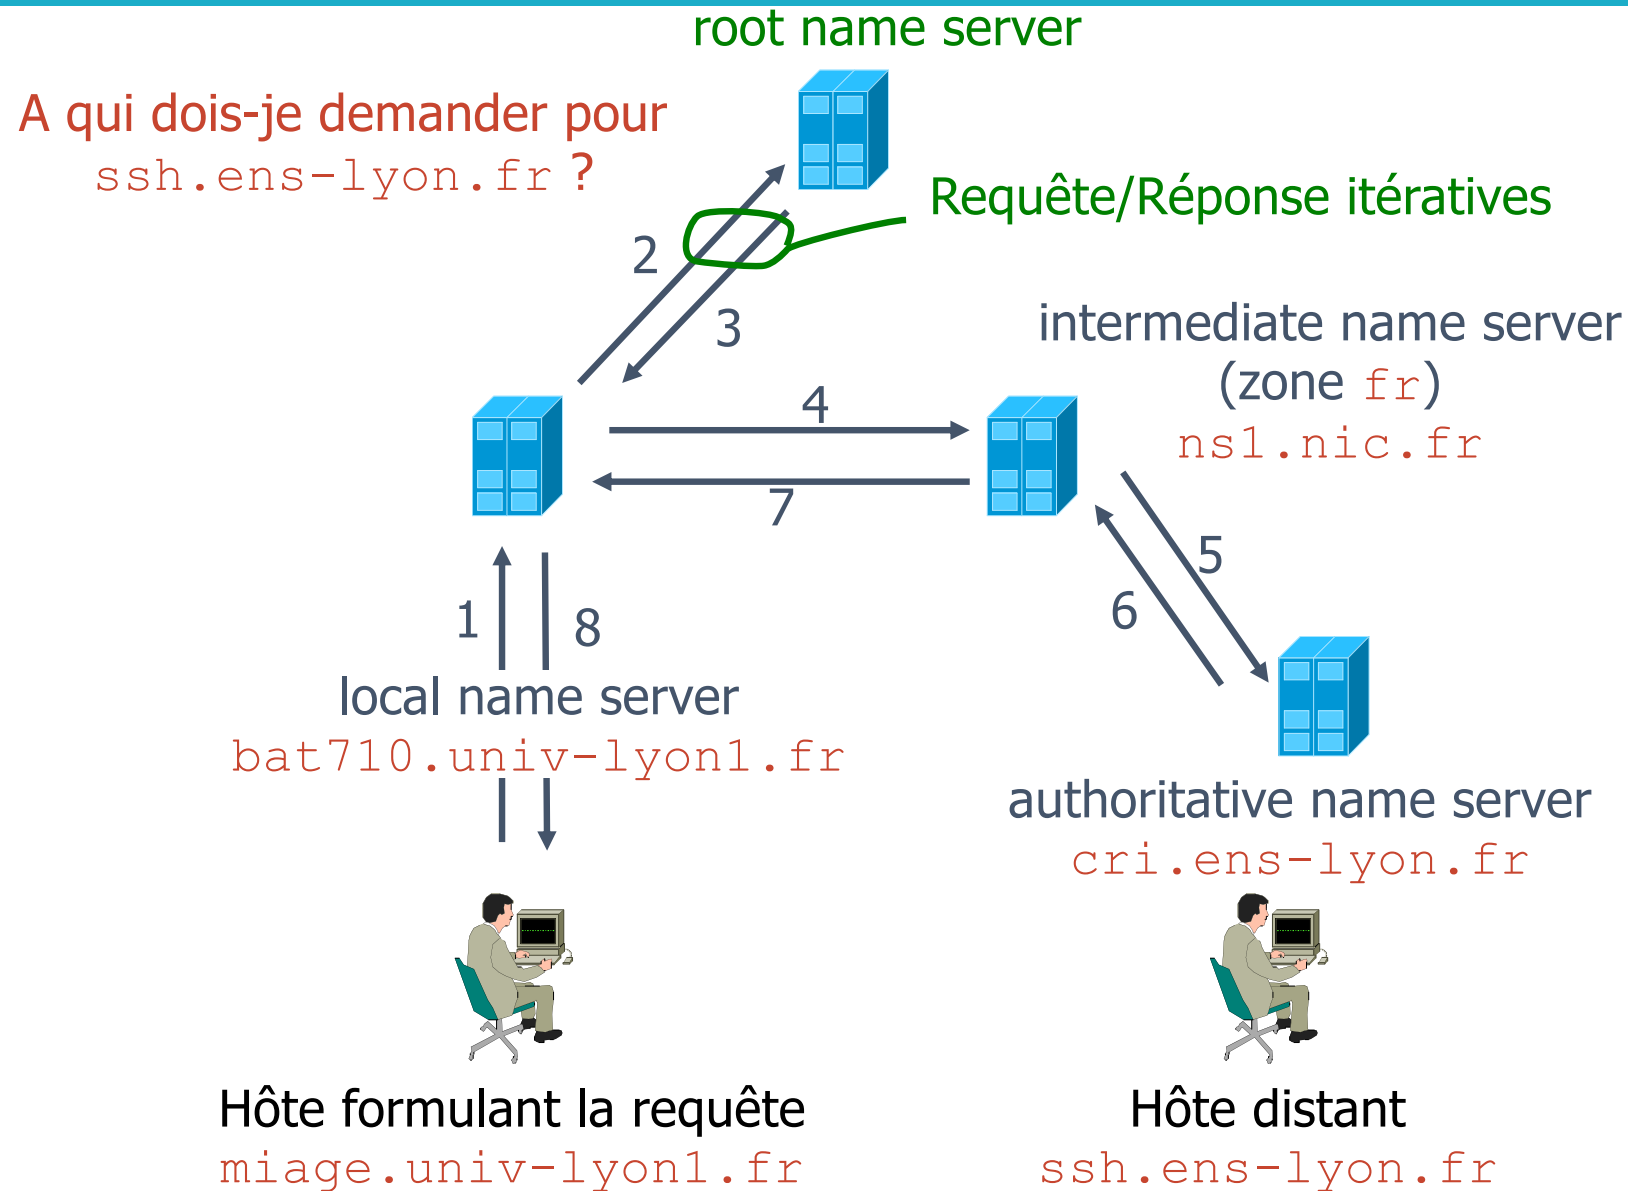 root name server
A qui dois-je demander pour
ssh.ens-lyon.fr ?
Requête/Réponse itératives
2
3
intermediate name server
(zone fr)
ns1.nic.fr
4
7
5
6
1
8
local name server
bat710.univ-lyon1.fr
authoritative name server
cri.ens-lyon.fr
Hôte formulant la requête
miage.univ-lyon1.fr
Hôte distant
ssh.ens-lyon.fr